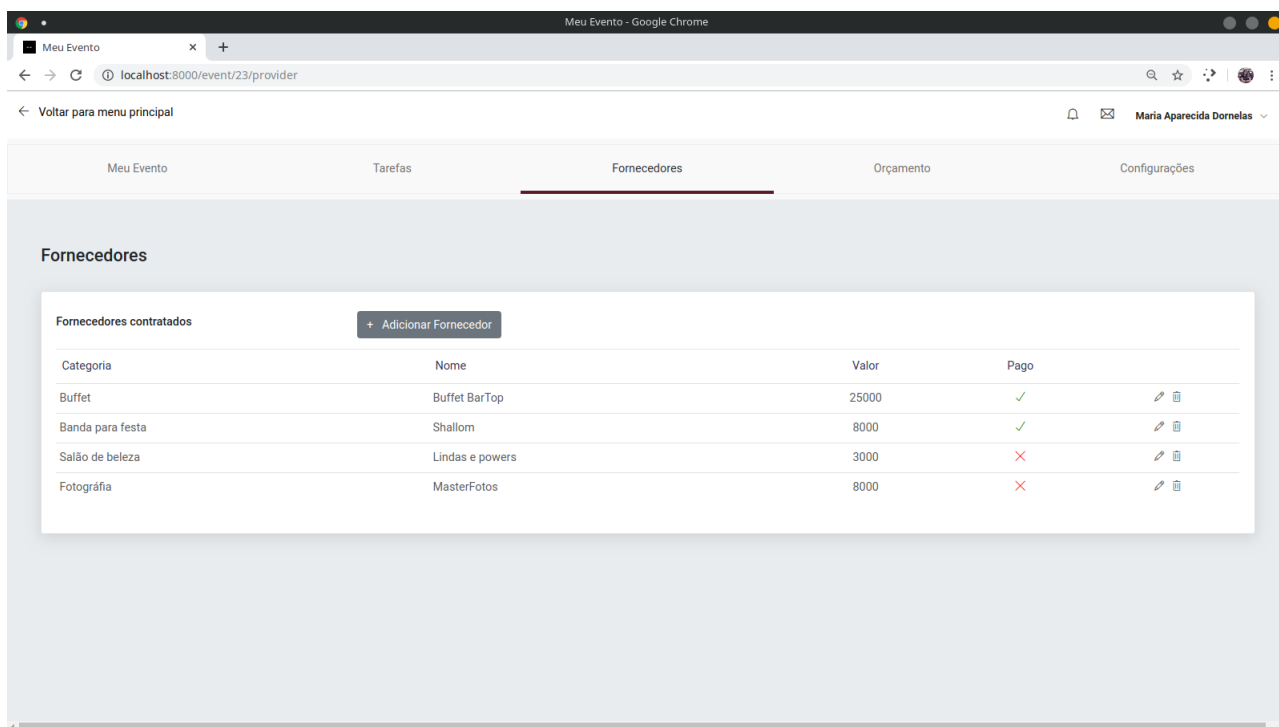 Meu Evento - Google Chrome
Meu Evento
localhost:8000/event/23/provider
Voltar para menu principal
Maria Aparecida Dornelas
Meu Evento Tarefas Fornecedores Orçamento Configurações
Fornecedores
Fornecedores contratados + Adicionar Fornecedor
Categoria Nome Valor Pago
Buffet Buffet BarTop 25000
Banda para festa Shallom 8000
Salão de beleza Lindas e powers 3000
Fotográfia MasterFotos 8000